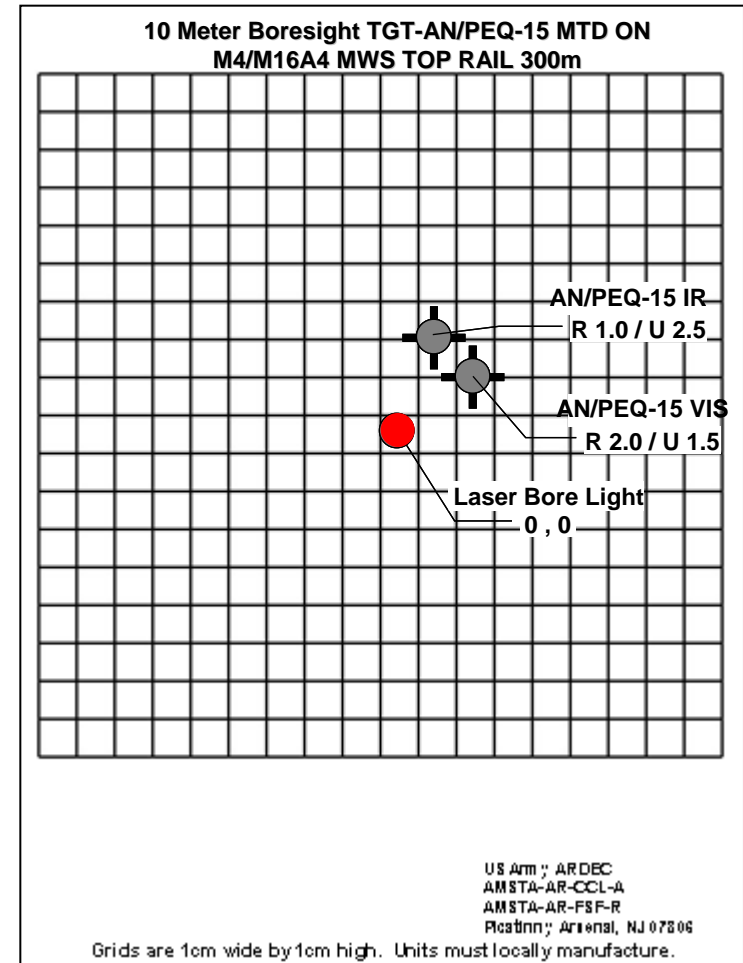 10 Meter Boresight TGT-AN/PEQ-15 MTD ON
M4/M16A4 MWS TOP RAIL 300m
AN/PEQ-15 IR
R 1.0 / U 2.5
AN/PEQ-15 VIS
R 2.0 / U 1.5
Laser Bore Light
0 , 0
US Army ARDEC
AMSTA-AR-CCL-A
AMSTA-AR-FSF-R
Picatinny Arsenal, NJ 07806
Grids are 1cm wide by 1cm high. Units must locally manufacture.